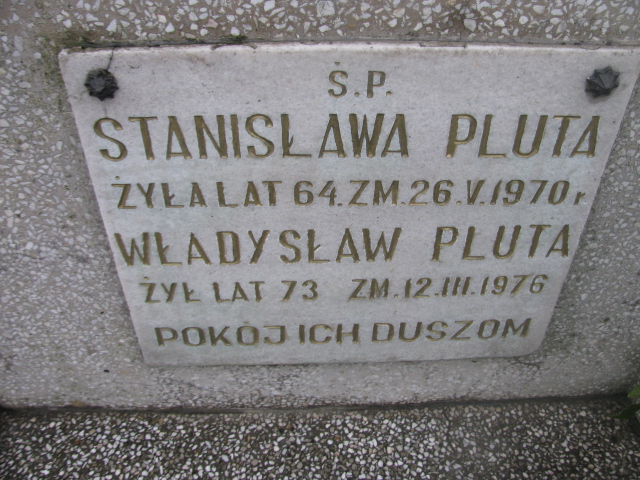 Ś.P.
STANISŁAWA PLUTA
ŻYŁA LAT 64. ZM. 26.V.1970 r.
WŁADYSŁAW PLUTA
ŻYŁ LAT 73 ZM. 12.III.1976
POKÓJ ICH DUSZOM